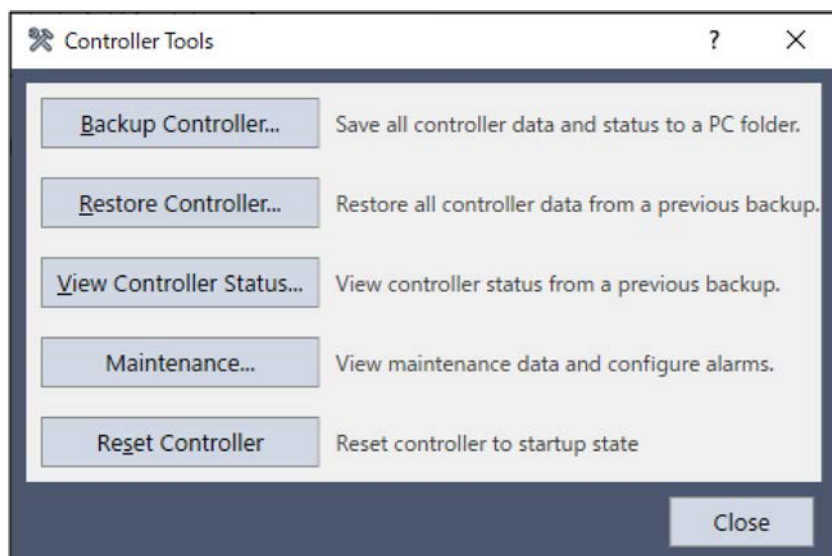 Controller Tools ?
Backup Controller... Save all controller data and status to a PC folder.
Restore Controller... Restore all controller data from a previous backup.
View Controller Status... View controller status from a previous backup.
Maintenance... View maintenance data and configure alarms.
Reset Controller Reset controller to startup state
Close